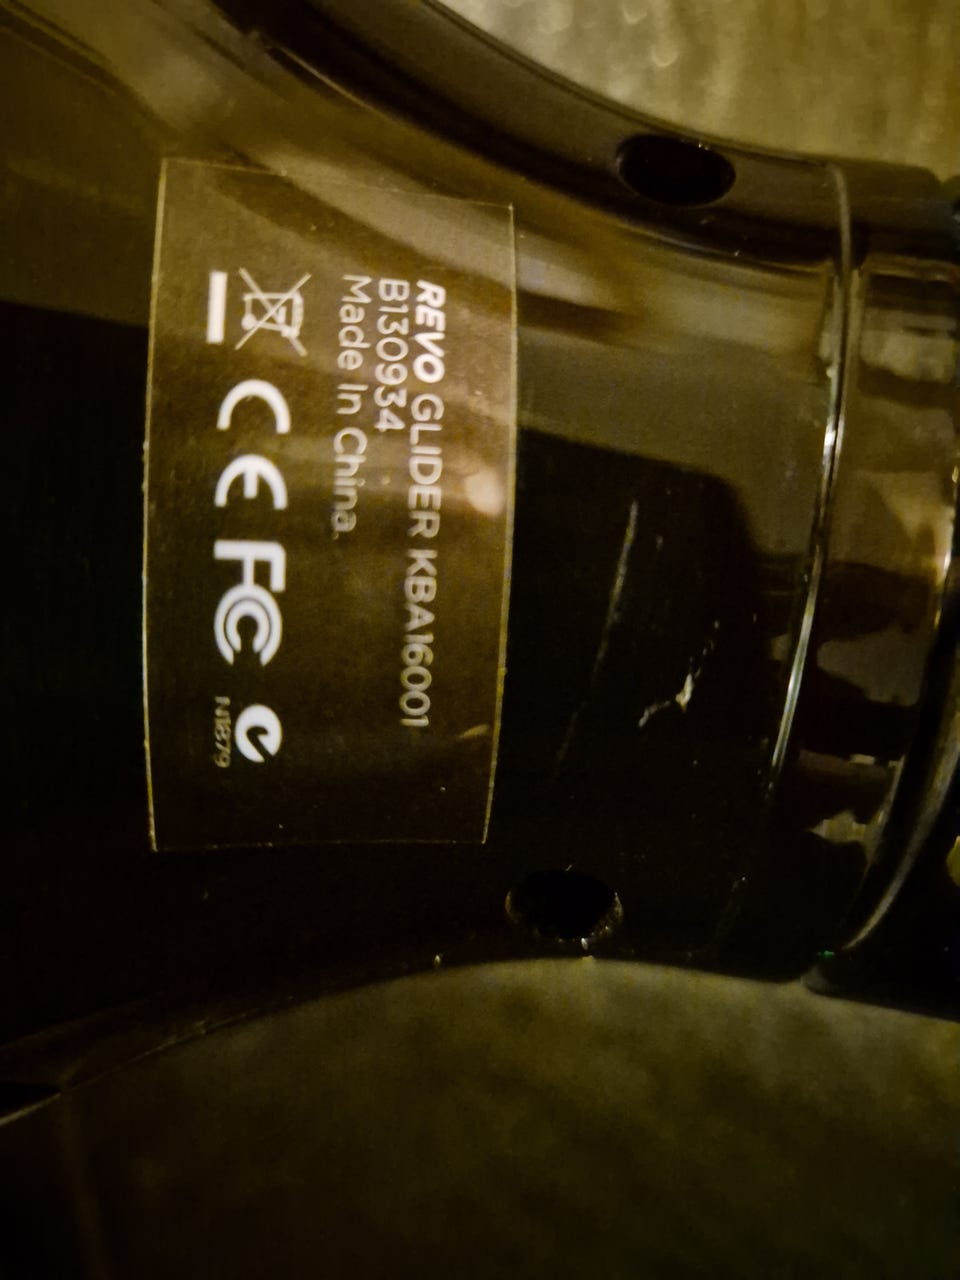 REVO GLIDER KBA16001
B130934
Made In China
CE FC
N1879